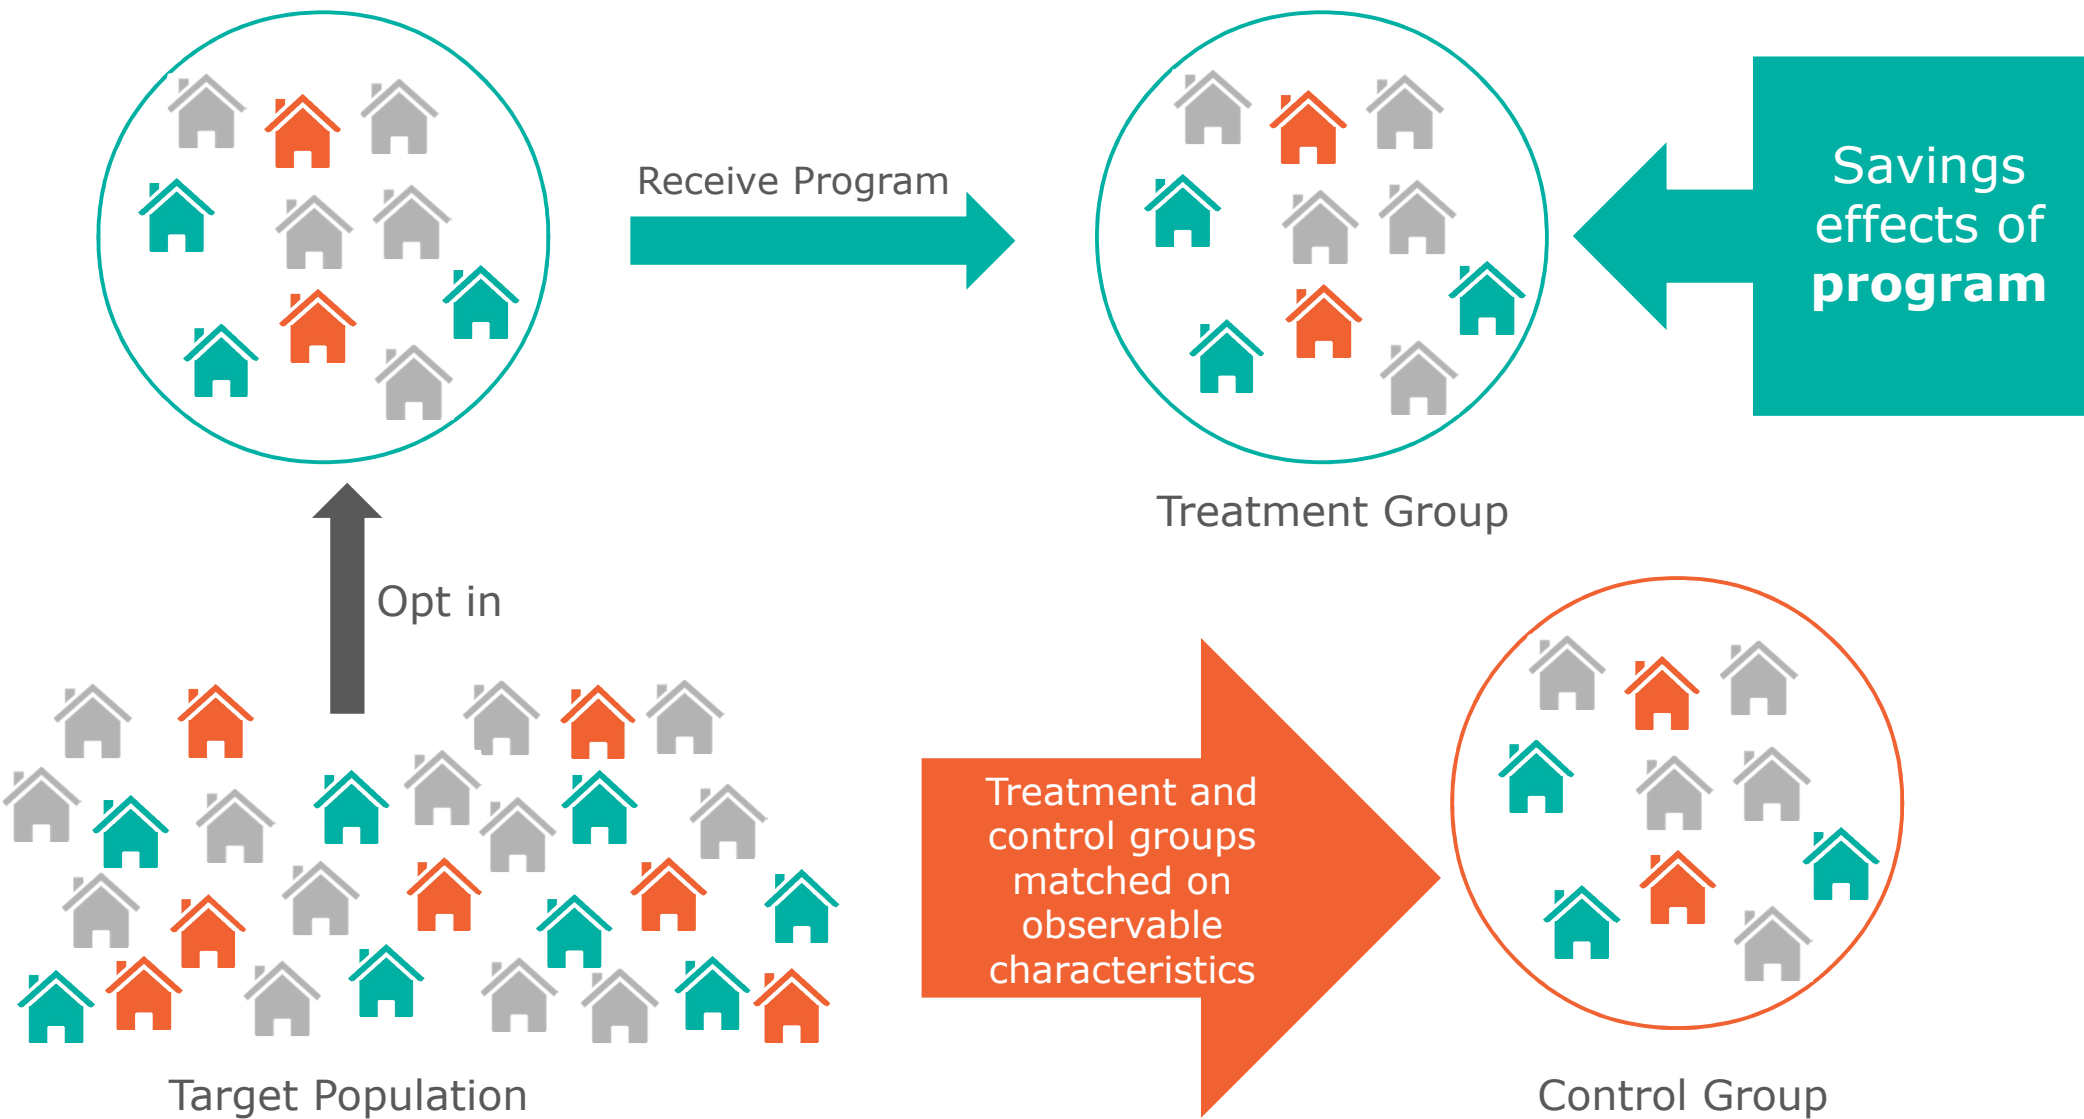 Receive Program
Savings
effects of
program
Treatment Group
Opt in
Treatment and
control groups
matched on
observable
characteristics
Target Population
Control Group